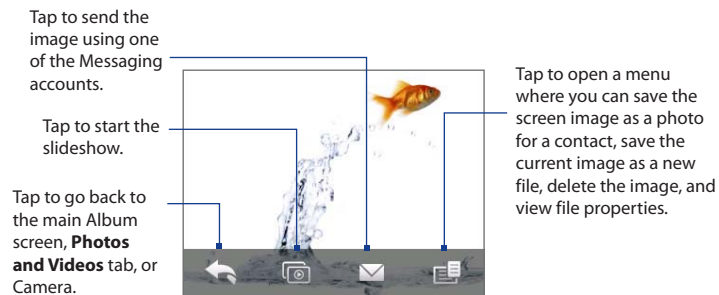 Tap to send the
image using one
of the Messaging
accounts.
Tap to start the
slideshow.
Tap to go back to
the main Album
screen, Photos
and Videos tab, or
Camera.
Tap to open a menu
where you can save the
screen image as a photo
for a contact, save the
current image as a new
file, delete the image, and
view file properties.